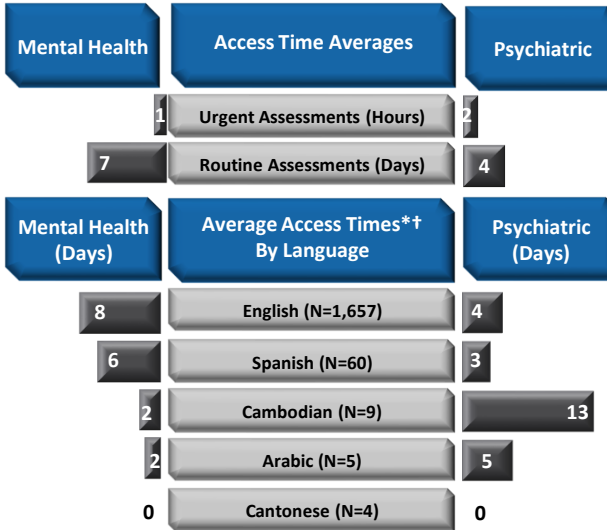 Mental Health
Access Time Averages
Psychiatric
1
Urgent Assessments (Hours)
2
7
Routine Assessments (Days)
4
Mental Health
(Days)
Average Access Times*†
By Language
Psychiatric
(Days)
8
English (N=1,657)
4
6
Spanish (N=60)
3
2
Cambodian (N=9)
13
2
Arabic (N=5)
5
0
Cantonese (N=4)
0